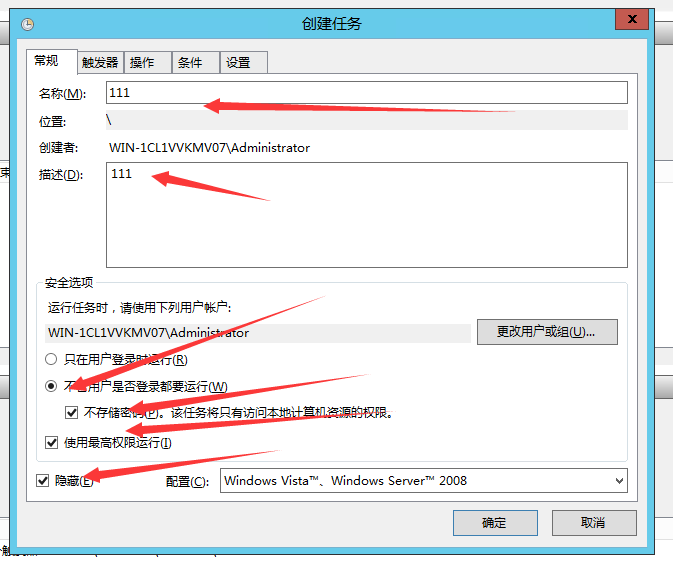 创建任务
x
常规 触发器 操作 条件 设置
名称(M): 111
位置: \
创建者: WIN-1CL1VVKMV07\Administrator
描述(D): 111
安全选项
运行任务时，请使用下列用户帐户:
WIN-1CL1VVKMV07\Administrator 更改用户或组(U)...
只在用户登录时运行(R)
不管用户是否登录都要运行(W)
不存储密码(P)。该任务将只有访问本地计算机资源的权限。
使用最高权限运行(I)
隐藏(E) 配置(C): Windows Vista™、Windows Server™ 2008
确定 取消